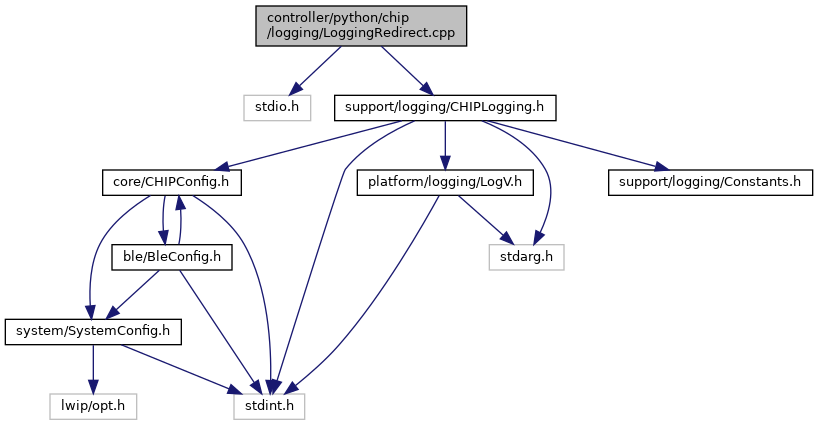 controller/python/chip
/logging/LoggingRedirect.cpp
stdio.h
support/logging/CHIPLogging.h
core/CHIPConfig.h
platform/logging/LogV.h
support/logging/Constants.h
ble/BleConfig.h
stdarg.h
system/SystemConfig.h
lwip/opt.h
stdint.h